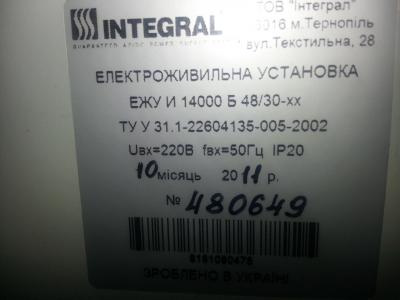 INTEGRAL
ТОВ "Інтеграл"
м.Тернопіль
вул.Текстильна, 28
ЕЛЕКТРОЖИВИЛЬНА УСТАНОВКА
ЕЖУ И 14000 Б 48/30-хх
ТУ У 31.1-22604135-005-2002
Uвх=220В fвх=50Гц IP20
10 місяць 2011 р.
№ 480649
ЗРОБЛЕНО В УКРАЇНІ